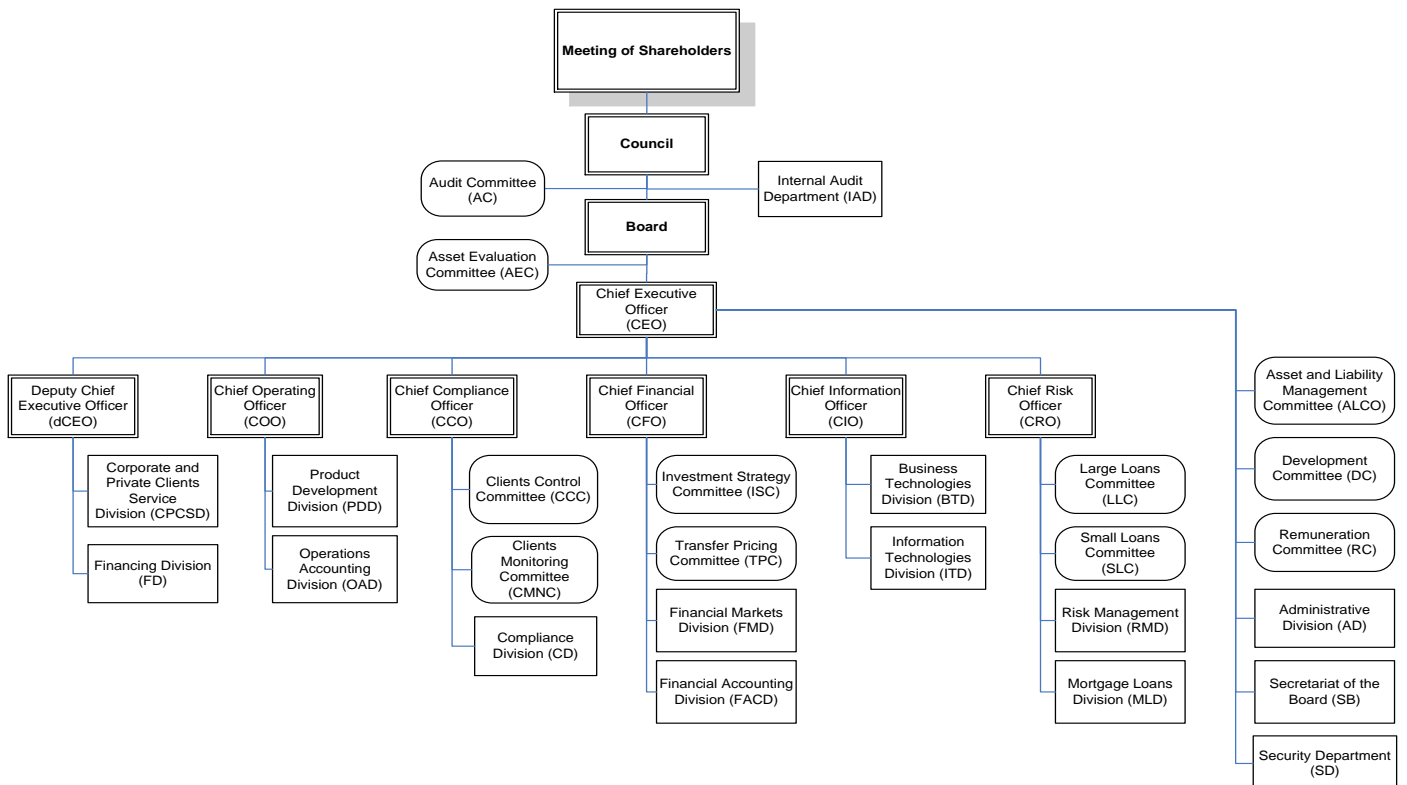 Meeting of Shareholders
Council
Audit Committee
(AC)
Internal Audit
Department (IAD)
Board
Asset Evaluation
Committee (AEC)
Chief Executive
Officer
(CEO)
Deputy Chief
Executive Officer
(dCEO)
Chief Operating
Officer
(COO)
Chief Compliance
Officer
(CCO)
Chief Financial
Officer
(CFO)
Chief Information
Officer
(CIO)
Chief Risk
Officer
(CRO)
Asset and Liability
Management
Committee (ALCO)
Corporate and
Private Clients
Service
Division (CPCSD)
Financing Division
(FD)
Product
Development
Division (PDD)
Operations
Accounting
Division (OAD)
Clients Control
Committee (CCC)
Clients
Monitoring
Committee
(CMNC)
Compliance
Division (CD)
Investment Strategy
Committee (ISC)
Transfer Pricing
Committee (TPC)
Financial Markets
Division (FMD)
Financial Accounting
Division (FACD)
Business
Technologies
Division (BTD)
Information
Technologies
Division (ITD)
Large Loans
Committee
(LLC)
Small Loans
Committee
(SLC)
Risk Management
Division (RMD)
Mortgage Loans
Division (MLD)
Development
Committee (DC)
Remuneration
Committee (RC)
Administrative
Division (AD)
Secretariat of the
Board (SB)
Security Department
(SD)